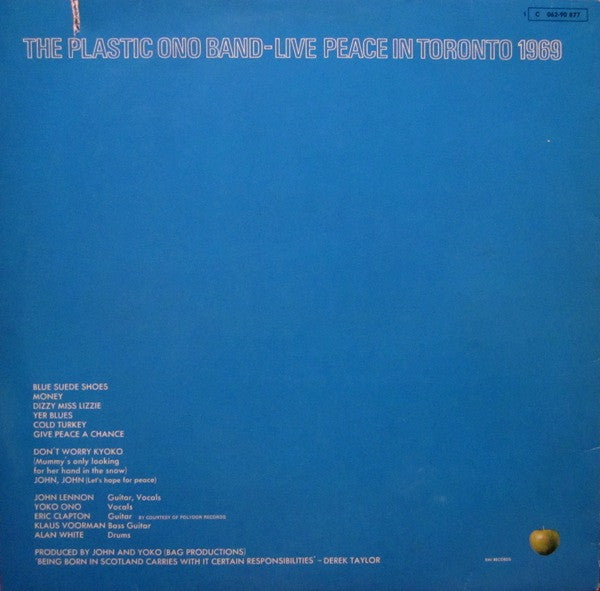 1 C 062-90 877
THE PLASTIC ONO BAND-LIVE PEACE IN TORONTO 1969
BLUE SUEDE SHOES
MONEY
DIZZY MISS LIZZIE
YER BLUES
COLD TURKEY
GIVE PEACE A CHANCE
DON'T WORRY KYOKO
(Mummy's only looking
for her hand in the snow)
JOHN, JOHN (Let's hope for peace)
JOHN LENNON Guitar, Vocals
YOKO ONO Vocals
ERIC CLAPTON Guitar BY COURTESY OF POLYDOR RECORDS
KLAUS VOORMAN Bass Guitar
ALAN WHITE Drums
PRODUCED BY JOHN AND YOKO (BAG PRODUCTIONS)
'BEING BORN IN SCOTLAND CARRIES WITH IT CERTAIN RESPONSIBILITIES' – DEREK TAYLOR
EMI RECORDS